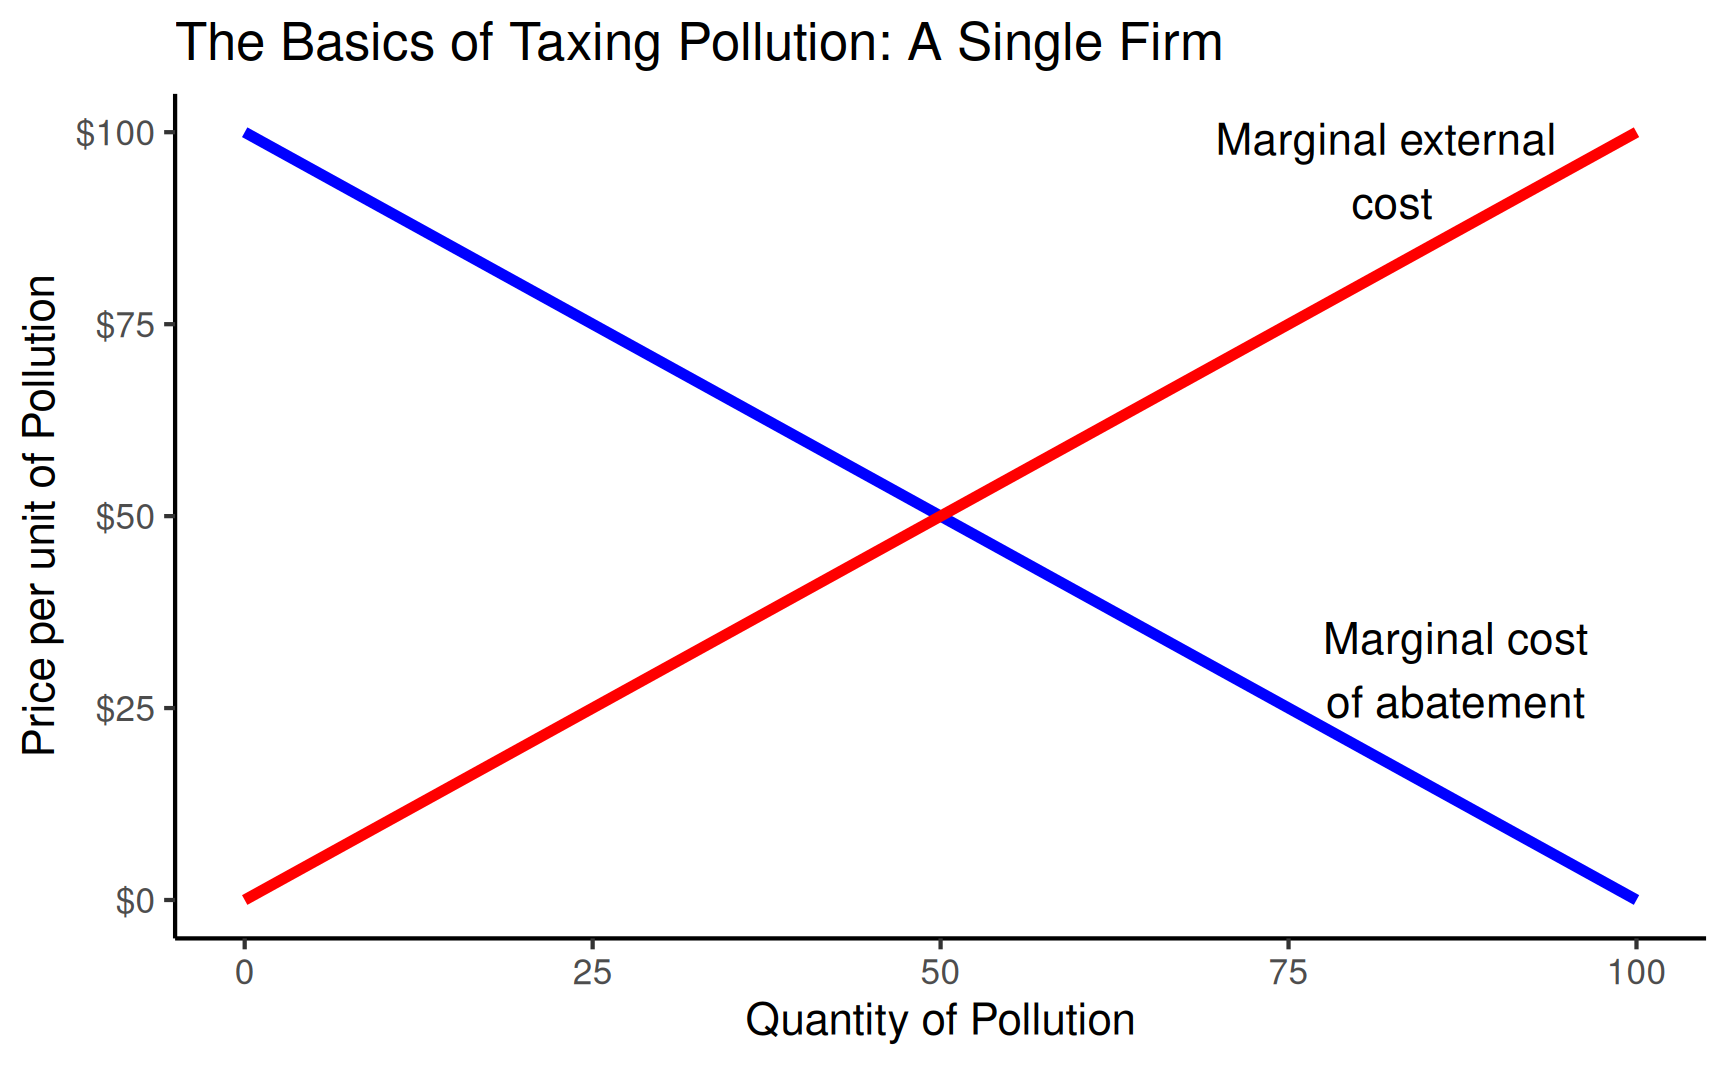 The Basics of Taxing Pollution: A Single Firm
Price per unit of Pollution
$100
$75
$50
$25
$0
Marginal external
cost
Marginal cost
of abatement
0 25 50 75 100
Quantity of Pollution